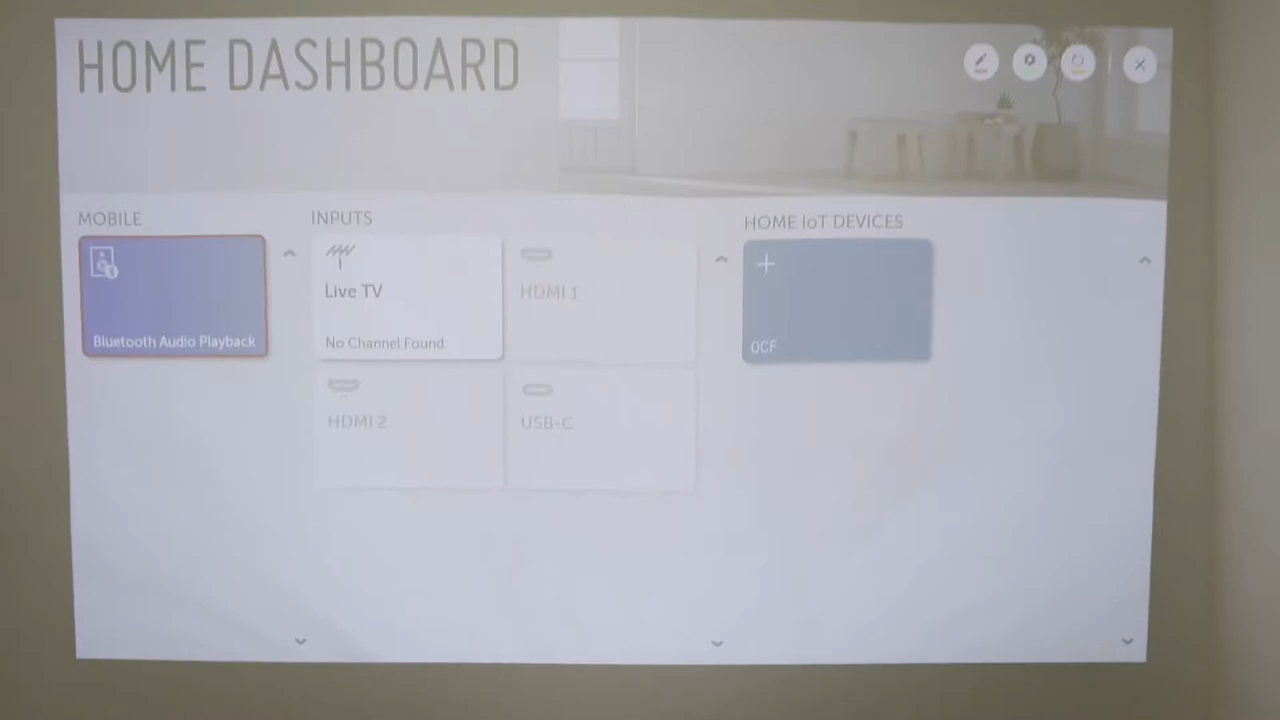 HOME DASHBOARD
MOBILE
Bluetooth Audio Playback
INPUTS
Live TV
No Channel Found
HDMI 1
HDMI 2
USB-C
HOME IoT DEVICES
OCF